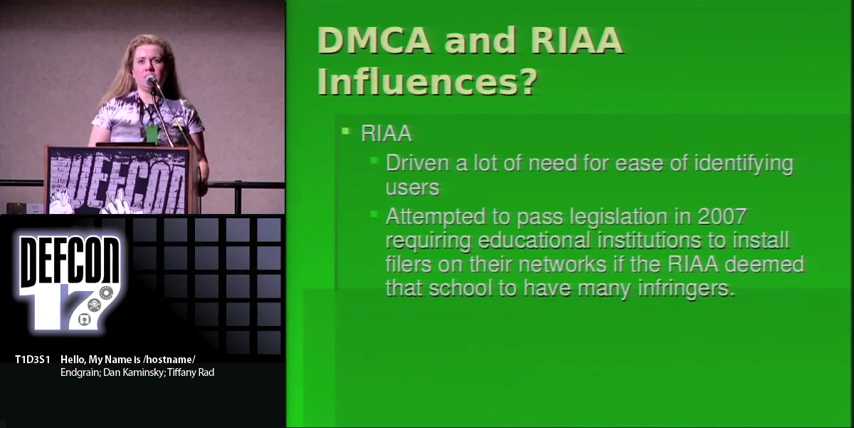 DMCA and RIAA
Influences?
RIAA
Driven a lot of need for ease of identifying
users
Attempted to pass legislation in 2007
requiring educational institutions to install
filers on their networks if the RIAA deemed
that school to have many infringers.
DEFCON
DEFCON
17
T1D3S1 Hello, My Name is /hostname/
Endgrain; Dan Kaminsky; Tiffany Rad